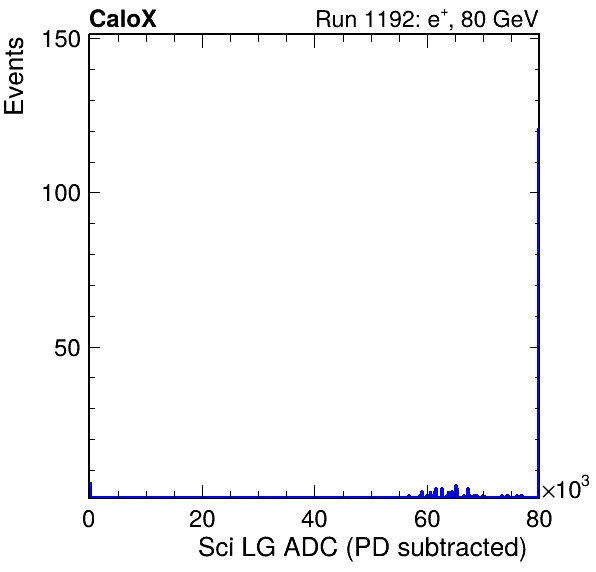 CaloX Run 1192: e⁺, 80 GeV
Events
150
100
50
0 20 40 60 80
×10³
Sci LG ADC (PD subtracted)